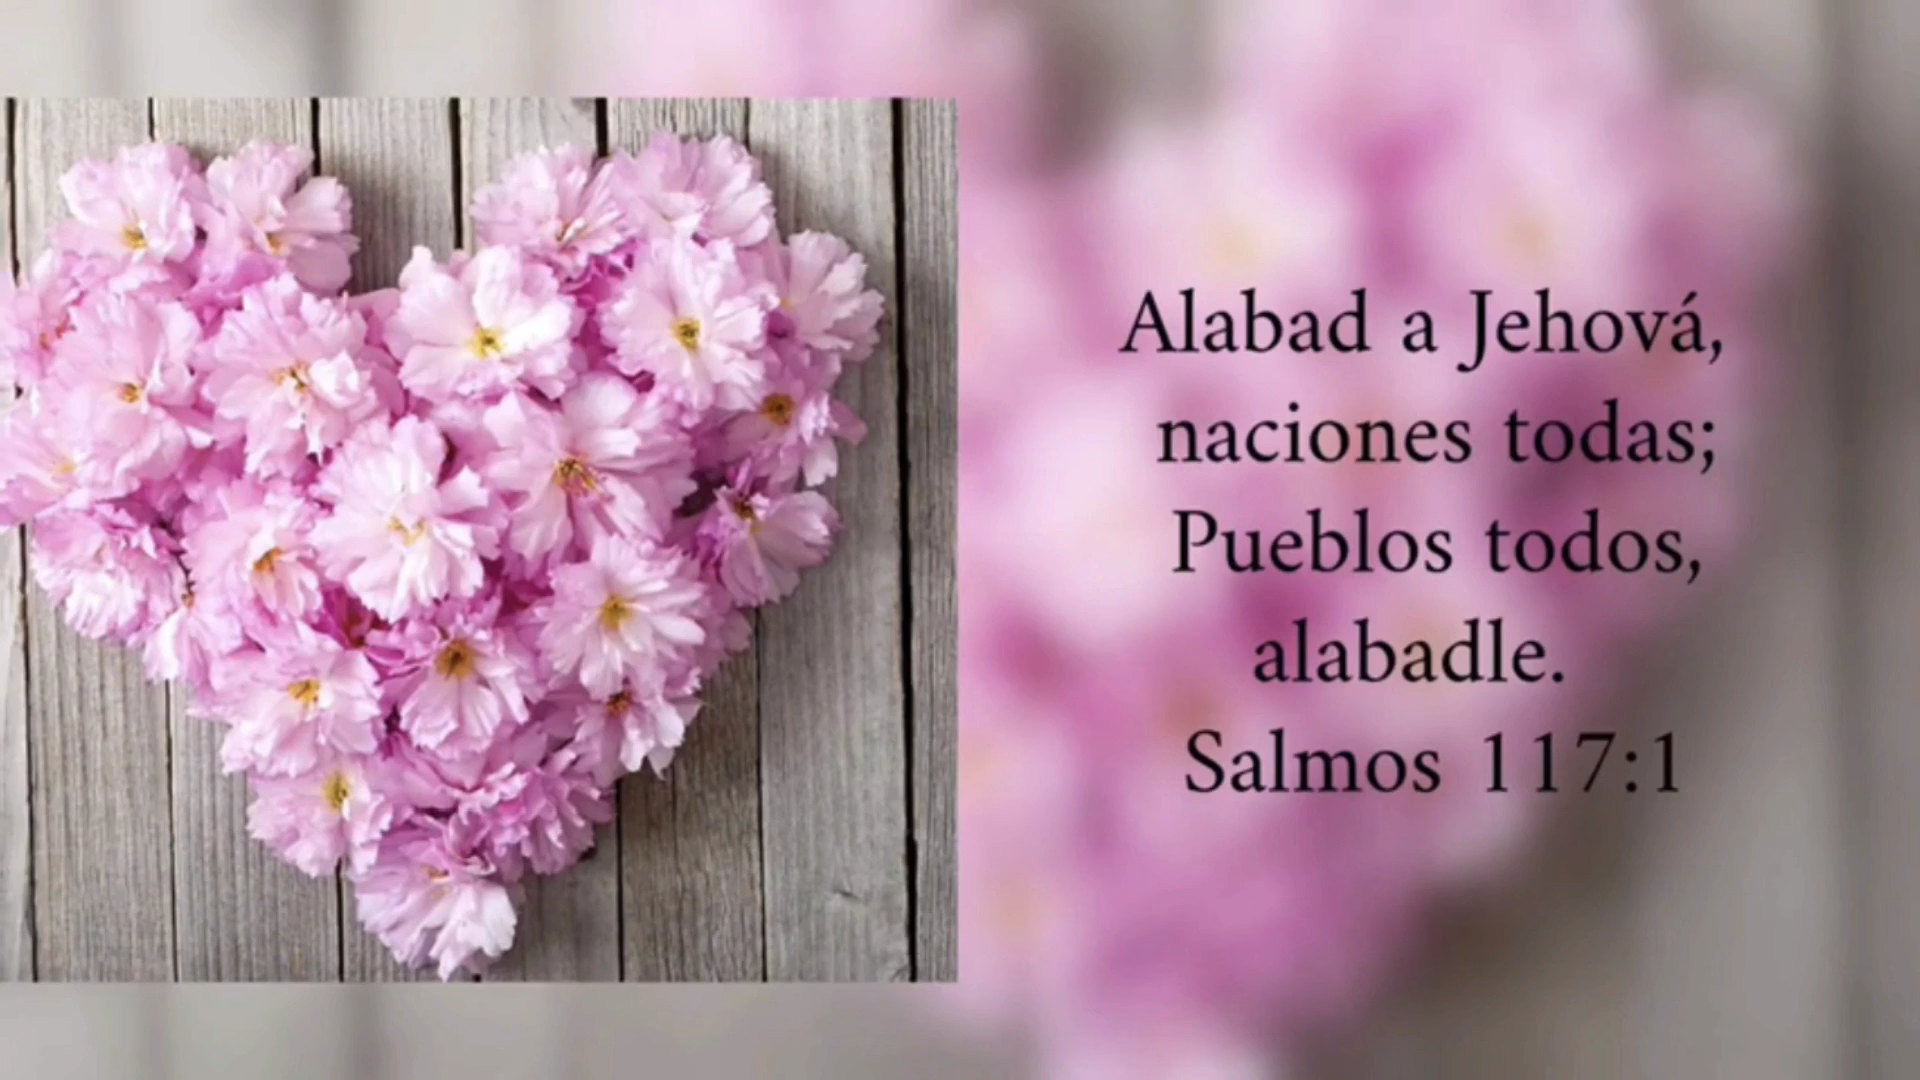 Alabad a Jehová,
naciones todas;
Pueblos todos,
alabadle.
Salmos 117:1